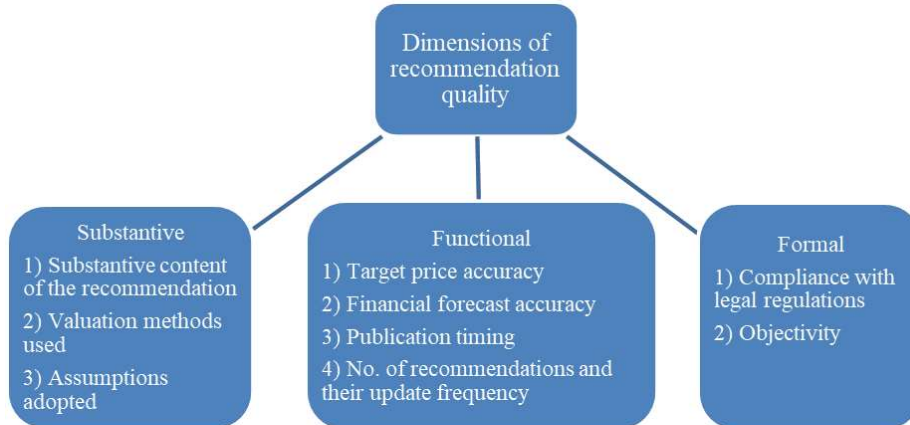 Dimensions of
recommendation
quality
Substantive
1) Substantive content
of the recommendation
2) Valuation methods
used
3) Assumptions
adopted
Functional
1) Target price accuracy
2) Financial forecast accuracy
3) Publication timing
4) No. of recommendations and
their update frequency
Formal
1) Compliance with
legal regulations
2) Objectivity